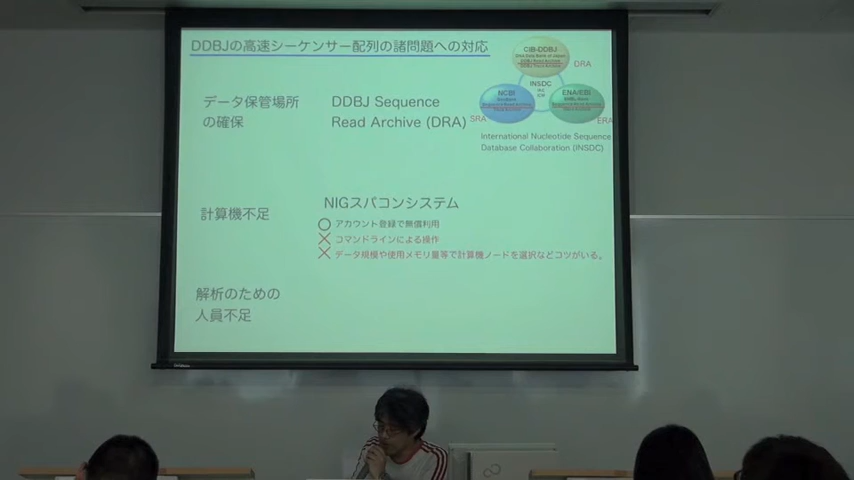 DDBJの高速シーケンサー配列の諸問題への対応
データ保管場所
の確保
DDBJ Sequence
Read Archive (DRA)
CIB-DDBJ
DRA
INSDC
NCBI
ENA/EBI
SRA
ERA
International Nucleotide Sequence
Database Collaboration (INSDC)
計算機不足
NIGスパコンシステム
アカウント登録で無償利用
コマンドラインによる操作
データ規模や使用メモリ量等で計算機ノードを選択などコツがいる。
解析のための
人員不足